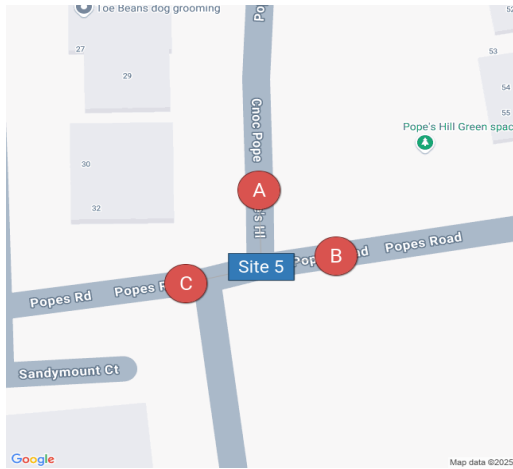 Toe Beans dog grooming
52
27
53
29
54
55
Pope's Hill Green spac
30
32
Cnoc Pope
A
's Hl
B
Popes Road
Site 5
C
Popes Rd
Sandymount Ct
Google
Map data ©2025